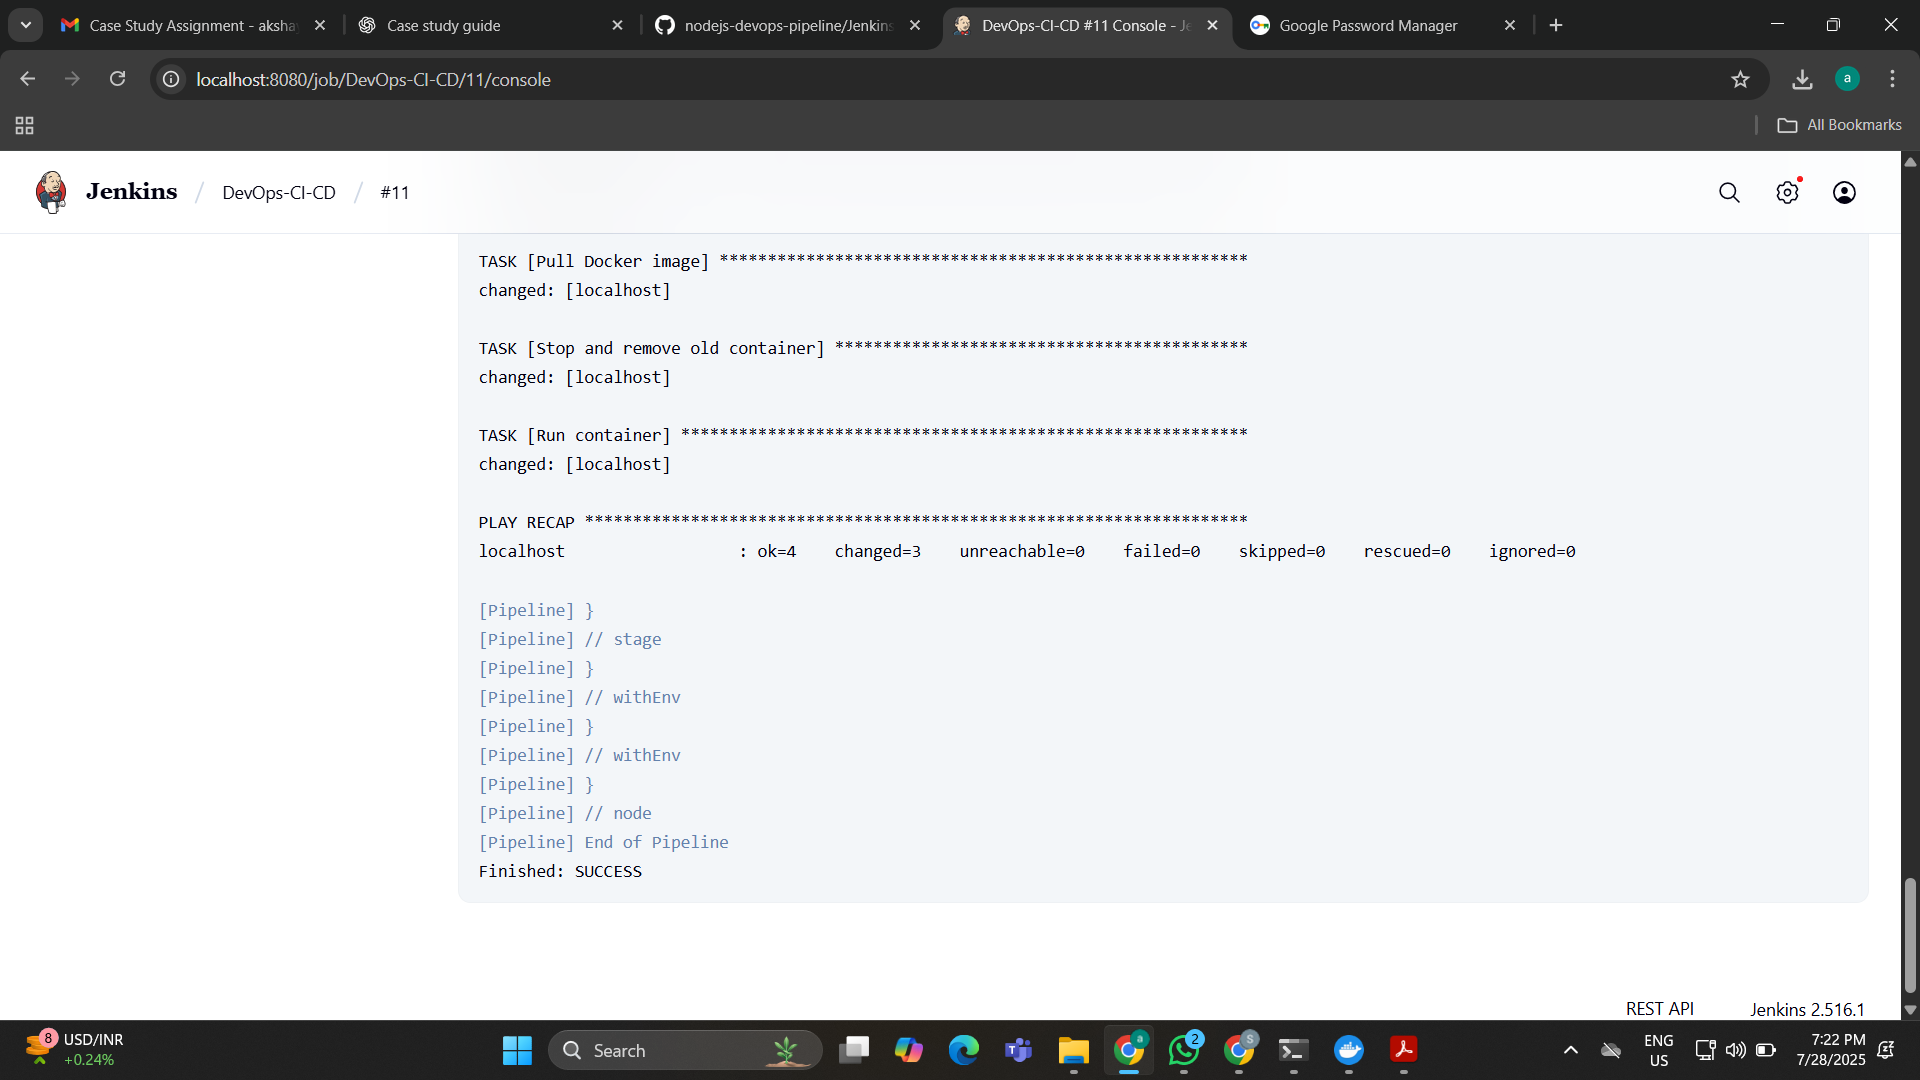 Case Study Assignment - aksha
Case study guide
nodejs-devops-pipeline/Jenkins
DevOps-CI-CD #11 Console - Je
Google Password Manager
localhost:8080/job/DevOps-CI-CD/11/console
a
All Bookmarks
Jenkins / DevOps-CI-CD / #11
TASK [Pull Docker image] *******************************************************
changed: [localhost]
TASK [Stop and remove old container] *******************************************
changed: [localhost]
TASK [Run container] ***********************************************************
changed: [localhost]
PLAY RECAP *********************************************************************
localhost                  : ok=4    changed=3    unreachable=0    failed=0    skipped=0    rescued=0    ignored=0
[Pipeline] }
[Pipeline] // stage
[Pipeline] }
[Pipeline] // withEnv
[Pipeline] }
[Pipeline] // withEnv
[Pipeline] }
[Pipeline] // node
[Pipeline] End of Pipeline
Finished: SUCCESS
REST API
Jenkins 2.516.1
8
USD/INR
+0.24%
Search
a
2
S
ENG
US
7:22 PM
7/28/2025